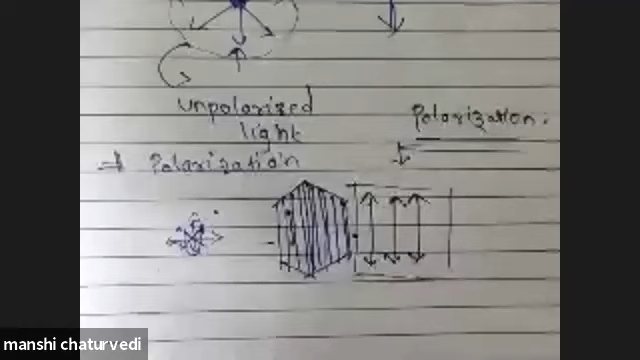 unpolarized
light
Polarization.
→ Polarization
manshi chaturvedi